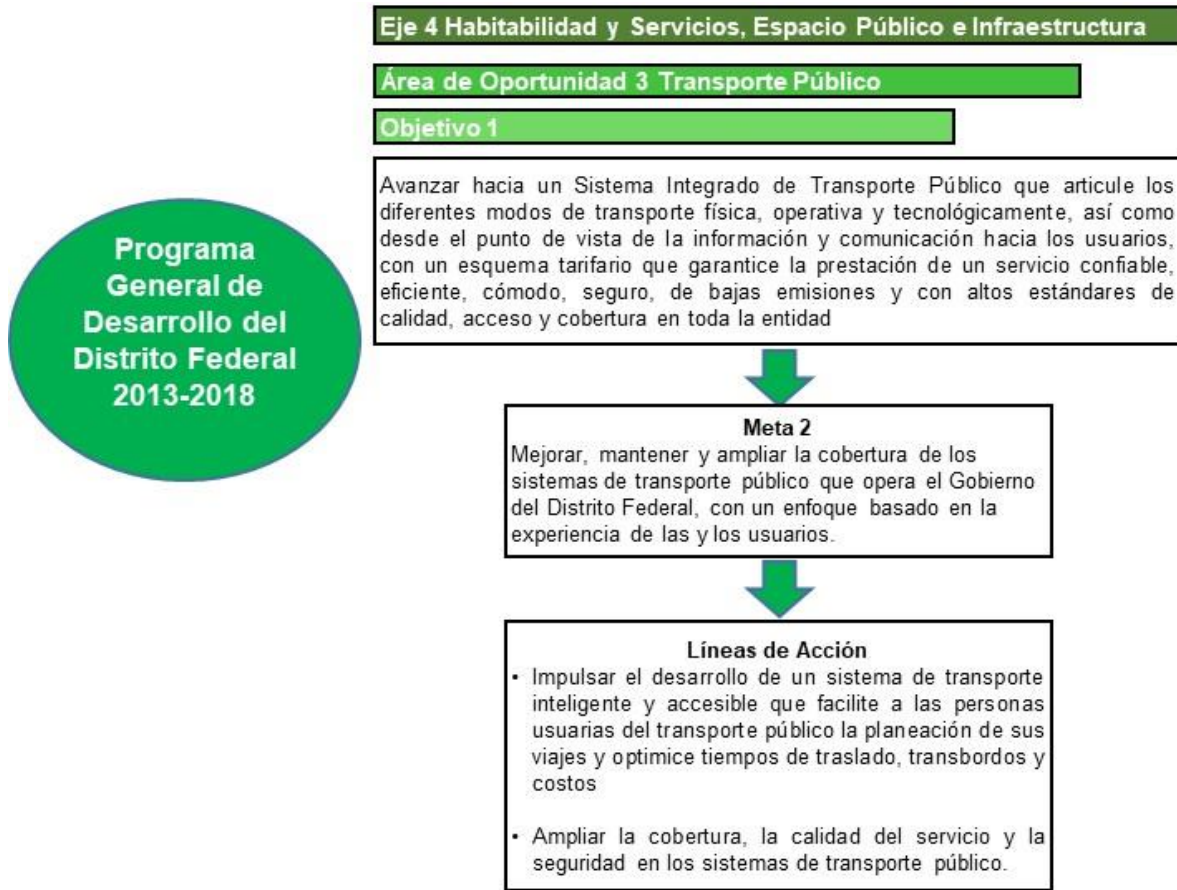 Eje 4 Habitabilidad y Servicios, Espacio Público e Infraestructura
Área de Oportunidad 3 Transporte Público
Objetivo 1
Avanzar hacia un Sistema Integrado de Transporte Público que articule los
diferentes modos de transporte física, operativa y tecnológicamente, así como
desde el punto de vista de la información y comunicación hacia los usuarios,
con un esquema tarifario que garantice la prestación de un servicio confiable,
eficiente, cómodo, seguro, de bajas emisiones y con altos estándares de
calidad, acceso y cobertura en toda la entidad
Programa
General de
Desarrollo del
Distrito Federal
2013-2018
Meta 2
Mejorar, mantener y ampliar la cobertura de los
sistemas de transporte público que opera el Gobierno
del Distrito Federal, con un enfoque basado en la
experiencia de las y los usuarios.
Líneas de Acción
• Impulsar el desarrollo de un sistema de transporte
inteligente y accesible que facilite a las personas
usuarias del transporte público la planeación de sus
viajes y optimice tiempos de traslado, transbordos y
costos
• Ampliar la cobertura, la calidad del servicio y la
seguridad en los sistemas de transporte público.